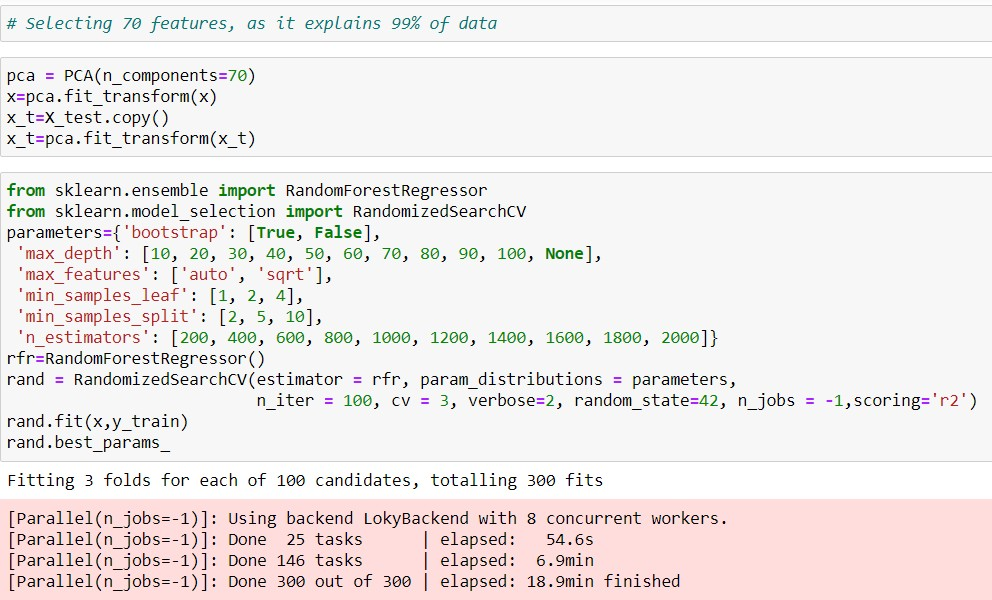 # Selecting 70 features, as it explains 99% of data
pca = PCA(n_components=70)
x=pca.fit_transform(x)
x_t=X_test.copy()
x_t=pca.fit_transform(x_t)
from sklearn.ensemble import RandomForestRegressor
from sklearn.model_selection import RandomizedSearchCV
parameters={'bootstrap': [True, False],
 'max_depth': [10, 20, 30, 40, 50, 60, 70, 80, 90, 100, None],
 'max_features': ['auto', 'sqrt'],
 'min_samples_leaf': [1, 2, 4],
 'min_samples_split': [2, 5, 10],
 'n_estimators': [200, 400, 600, 800, 1000, 1200, 1400, 1600, 1800, 2000]}
rfr=RandomForestRegressor()
rand = RandomizedSearchCV(estimator = rfr, param_distributions = parameters,
                          n_iter = 100, cv = 3, verbose=2, random_state=42, n_jobs = -1,scoring='r2')
rand.fit(x,y_train)
rand.best_params_
Fitting 3 folds for each of 100 candidates, totalling 300 fits
[Parallel(n_jobs=-1)]: Using backend LokyBackend with 8 concurrent workers.
[Parallel(n_jobs=-1)]: Done  25 tasks      | elapsed:   54.6s
[Parallel(n_jobs=-1)]: Done 146 tasks      | elapsed:  6.9min
[Parallel(n_jobs=-1)]: Done 300 out of 300 | elapsed: 18.9min finished